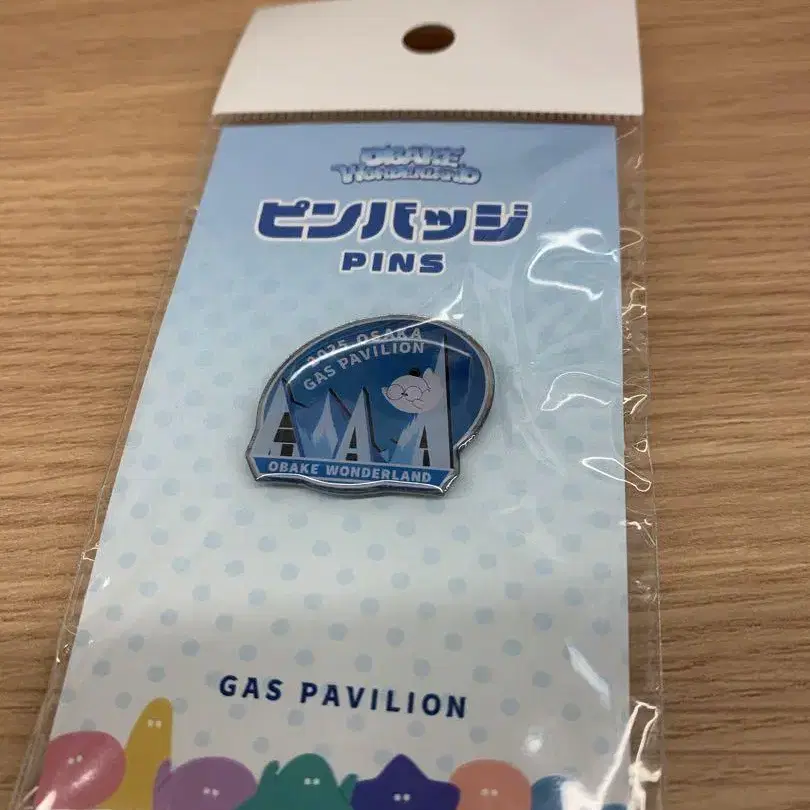 OBAKE
WONDERLAND
ピンバッジ
PINS
2025 OSAKA
GAS PAVILION
OBAKE WONDERLAND
GAS PAVILION